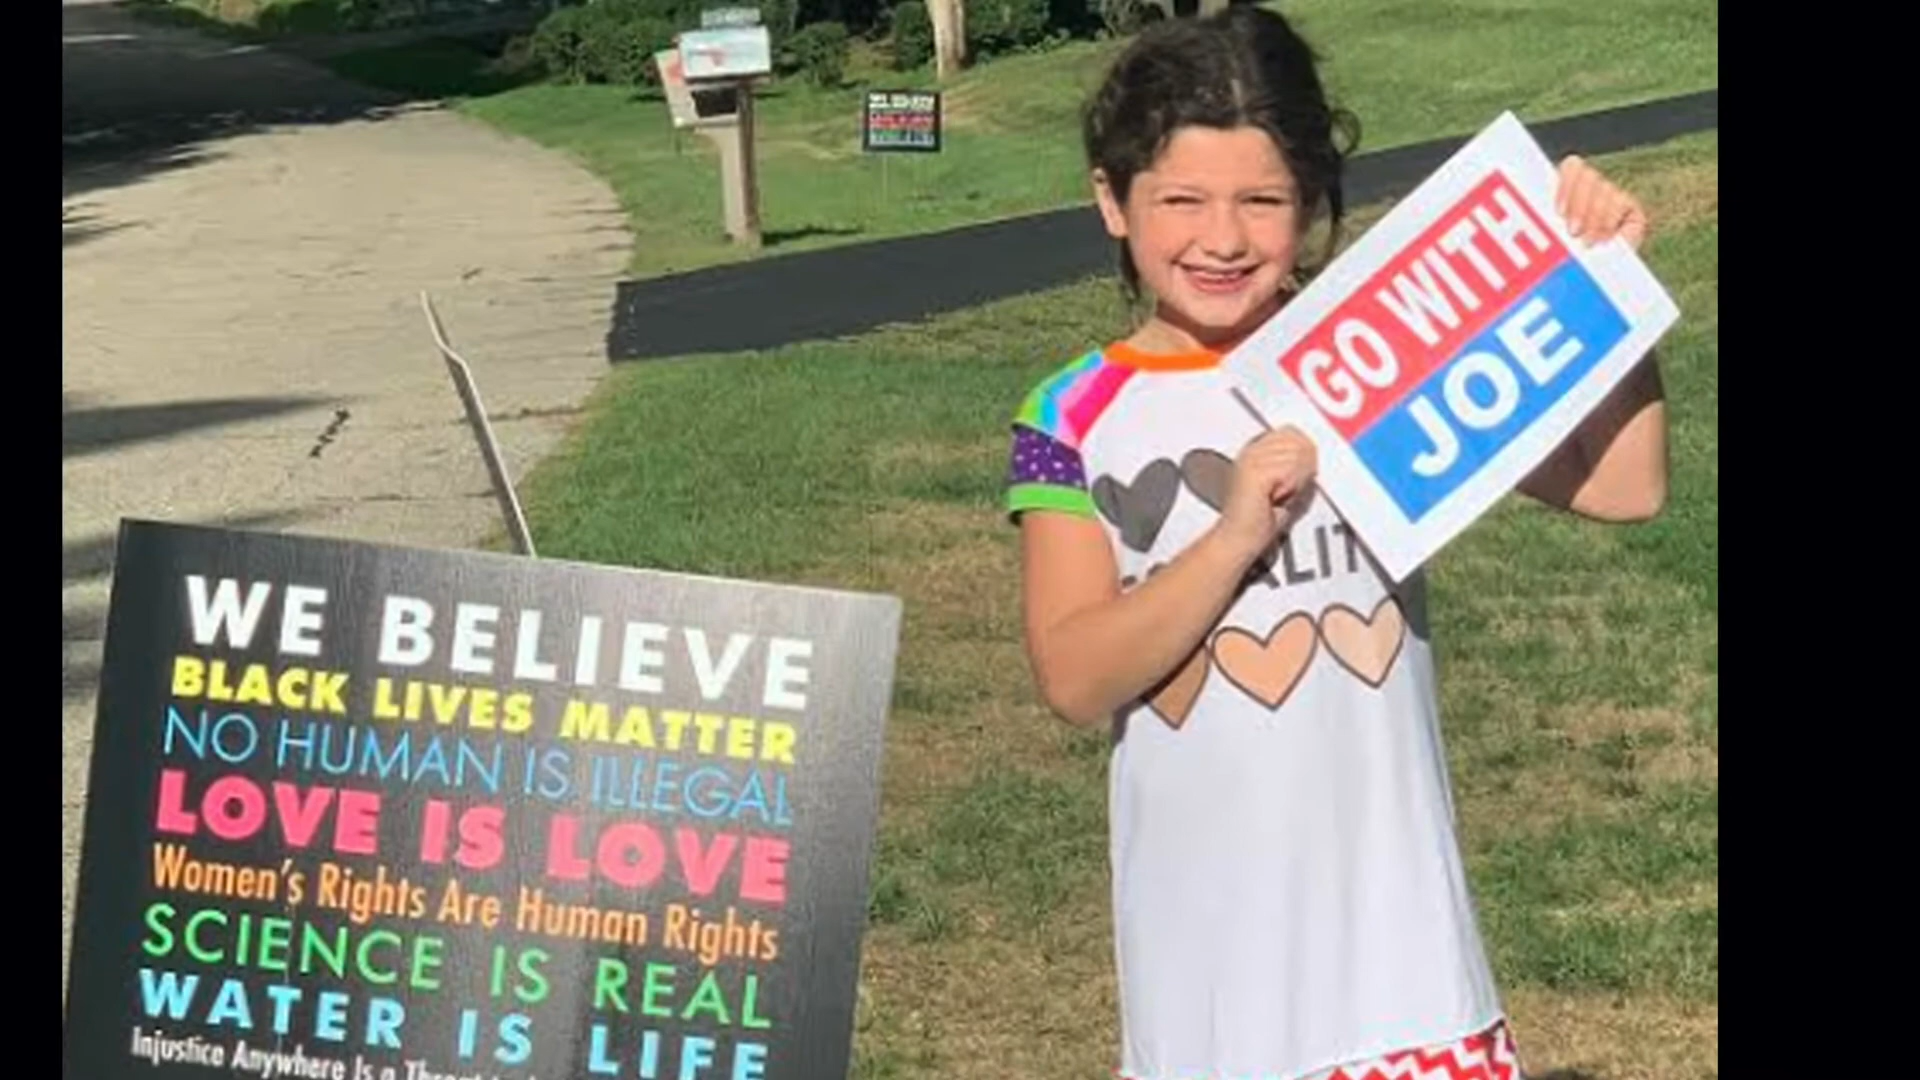 GO WITH
JOE
WE BELIEVE
BLACK LIVES MATTER
NO HUMAN IS ILLEGAL
LOVE IS LOVE
Women's Rights Are Human Rights
SCIENCE IS REAL
WATER IS LIFE
Injustice Anywhere Is a